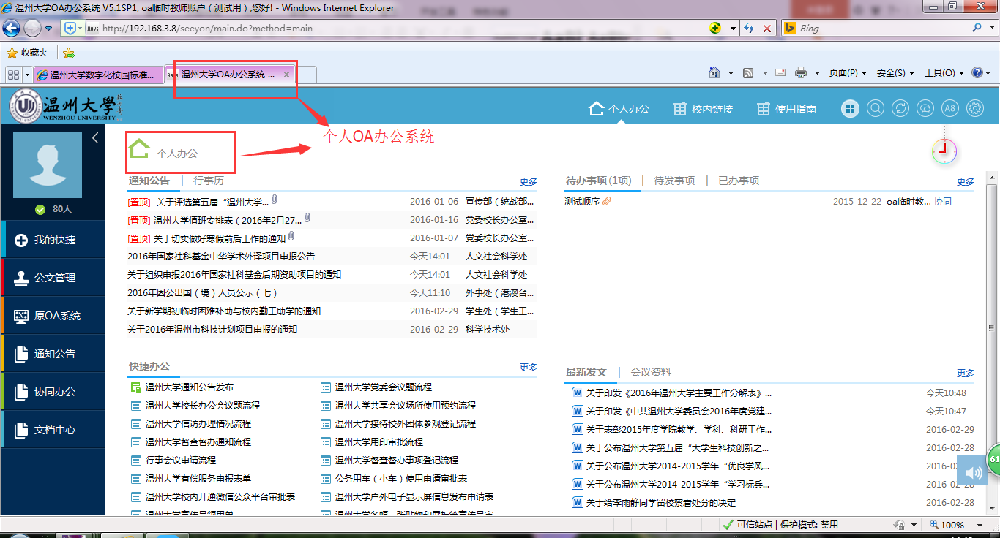 温州大学OA办公系统 V5.1SP1, oa临时教师账户（测试用）,您好! - Windows Internet Explorer
http://192.168.3.8/seeyon/main.do?method=main
Bing
收藏夹
温州大学数字化校园标准... 温州大学OA办公系统 ...
页面(P) 安全(S) 工具(O)
温州大学
WENZHOU UNIVERSITY
个人办公 校内链接 使用指南 A8
个人OA办公系统
个人办公
80人
我的快捷
公文管理
原OA系统
通知公告
协同办公
文档中心
通知公告 行事历 更多
[置顶] 关于评选第五届“温州大学... 2016-01-06 宣传部（统战部...
[置顶] 温州大学值班安排表（2016年2月27... 2016-01-16 党委校长办公室...
[置顶] 关于切实做好寒假前后工作的通知 2016-01-07 党委校长办公室...
2016年国家社科基金中华学术外译项目申报公告 今天14:01 人文社会科学处
关于组织申报2016年国家社科基金后期资助项目的通知 今天14:01 人文社会科学处
2016年因公出国（境）人员公示（七） 今天11:10 外事处（港澳台...
关于新学期初临时困难补助与校内勤工助学的通知 2016-02-29 学生处（学生工...
关于2016年温州市科技计划项目申报的通知 2016-02-29 科学技术处
待办事项(1项) 待发事项 已办事项 更多
测试顺序 2015-12-22 oa临时教... 协同
快捷办公 更多
温州大学通知公告发布 温州大学党委会议题流程
温州大学校长办公会议题流程 温州大学共享会议场所使用预约流程
温州大学信访办理情况流程 温州大学接待校外团体参观登记流程
温州大学督查督办通知流程 温州大学用印审批流程
行事会议申请流程 温州大学督查督办事项登记流程
温州大学有偿服务申报表单 公务用车（小车）使用申请审批表
温州大学校内开通微信公众平台审批表 温州大学户外电子显示屏信息发布申请表
最新发文 会议资料 更多
关于印发《2016年温州大学主要工作分解表》... 今天10:48
关于印发《中共温州大学委员会2016年度党建... 今天10:47
关于表彰2015年度学院教学、学科、科研工作... 2016-02-29
关于公布温州大学第五届“大学生科技创新之... 2016-02-28
关于公布温州大学2014-2015学年“优良学风... 2016-02-28
关于公布温州大学2014-2015学年“学习标兵... 2016-02-28
关于给李雨静同学留校察看处分的决定 2016-02-28
61
可信站点 | 保护模式: 禁用 100%